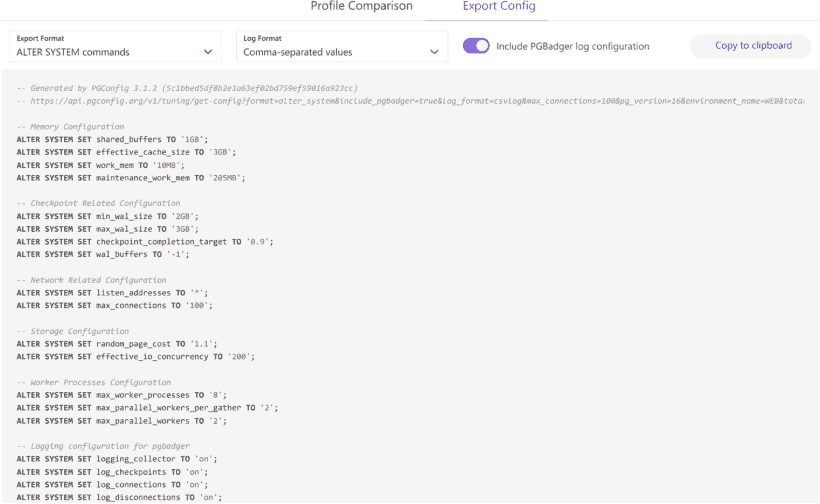 Profile Comparison
Export Config
Export Format
ALTER SYSTEM commands
Log Format
Comma-separated values
Include PGBadger log configuration
Copy to clipboard
-- Generated by PGConfig 3.1.2 (5c1bbed5df8b2e1a63ef02bd759ef59016a923cc)
-- https://api.pgconfig.org/v1/tuning/get-config?format=alter_system&include_pgbadger=true&log_format=csvlog&max_connections=100&pg_version=16&environment_name=WEB&tota
-- Memory Configuration
ALTER SYSTEM SET shared_buffers TO '1GB';
ALTER SYSTEM SET effective_cache_size TO '3GB';
ALTER SYSTEM SET work_mem TO '10MB';
ALTER SYSTEM SET maintenance_work_mem TO '205MB';
-- Checkpoint Related Configuration
ALTER SYSTEM SET min_wal_size TO '2GB';
ALTER SYSTEM SET max_wal_size TO '3GB';
ALTER SYSTEM SET checkpoint_completion_target TO '0.9';
ALTER SYSTEM SET wal_buffers TO '-1';
-- Network Related Configuration
ALTER SYSTEM SET listen_addresses TO '*';
ALTER SYSTEM SET max_connections TO '100';
-- Storage Configuration
ALTER SYSTEM SET random_page_cost TO '1.1';
ALTER SYSTEM SET effective_io_concurrency TO '200';
-- Worker Processes Configuration
ALTER SYSTEM SET max_worker_processes TO '8';
ALTER SYSTEM SET max_parallel_workers_per_gather TO '2';
ALTER SYSTEM SET max_parallel_workers TO '2';
-- Logging configuration for pgbadger
ALTER SYSTEM SET logging_collector TO 'on';
ALTER SYSTEM SET log_checkpoints TO 'on';
ALTER SYSTEM SET log_connections TO 'on';
ALTER SYSTEM SET log_disconnections TO 'on';